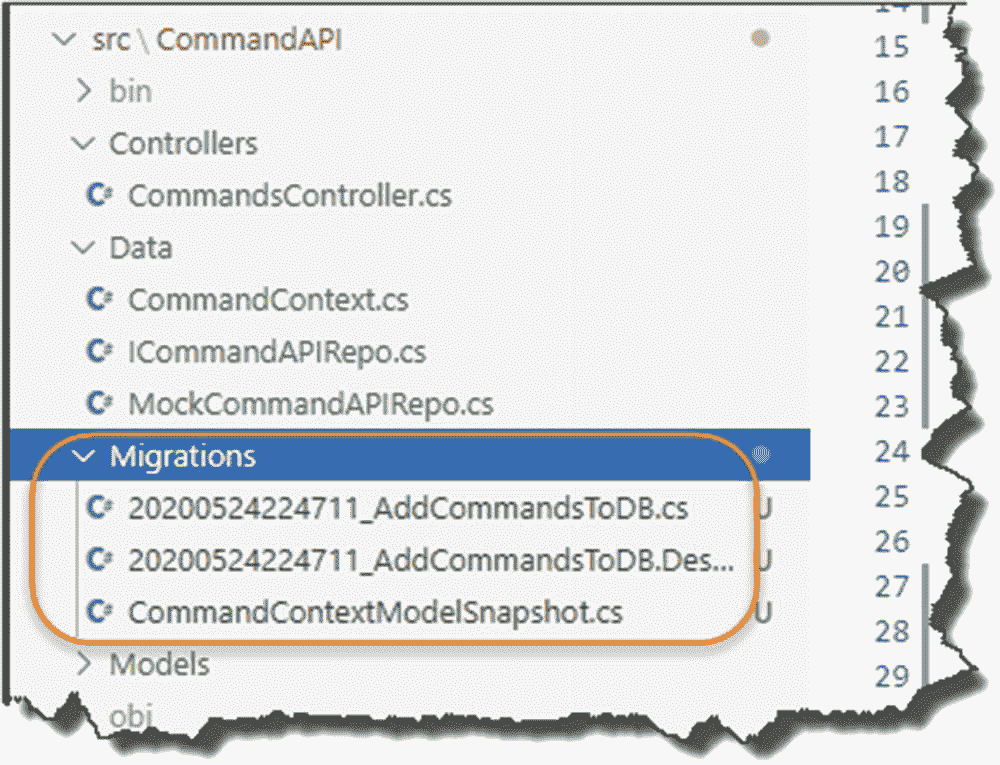 src\CommandAPI
bin
Controllers
C# CommandsController.cs
Data
C# CommandContext.cs
C# ICommandAPIRepo.cs
C# MockCommandAPIRepo.cs
Migrations
C# 20200524224711_AddCommandsToDB.cs U
C# 20200524224711_AddCommandsToDB.Des... U
C# CommandContextModelSnapshot.cs U
Models
obj
14
15
16
17
18
19
20
21
22
23
24
25
26
27
28
29